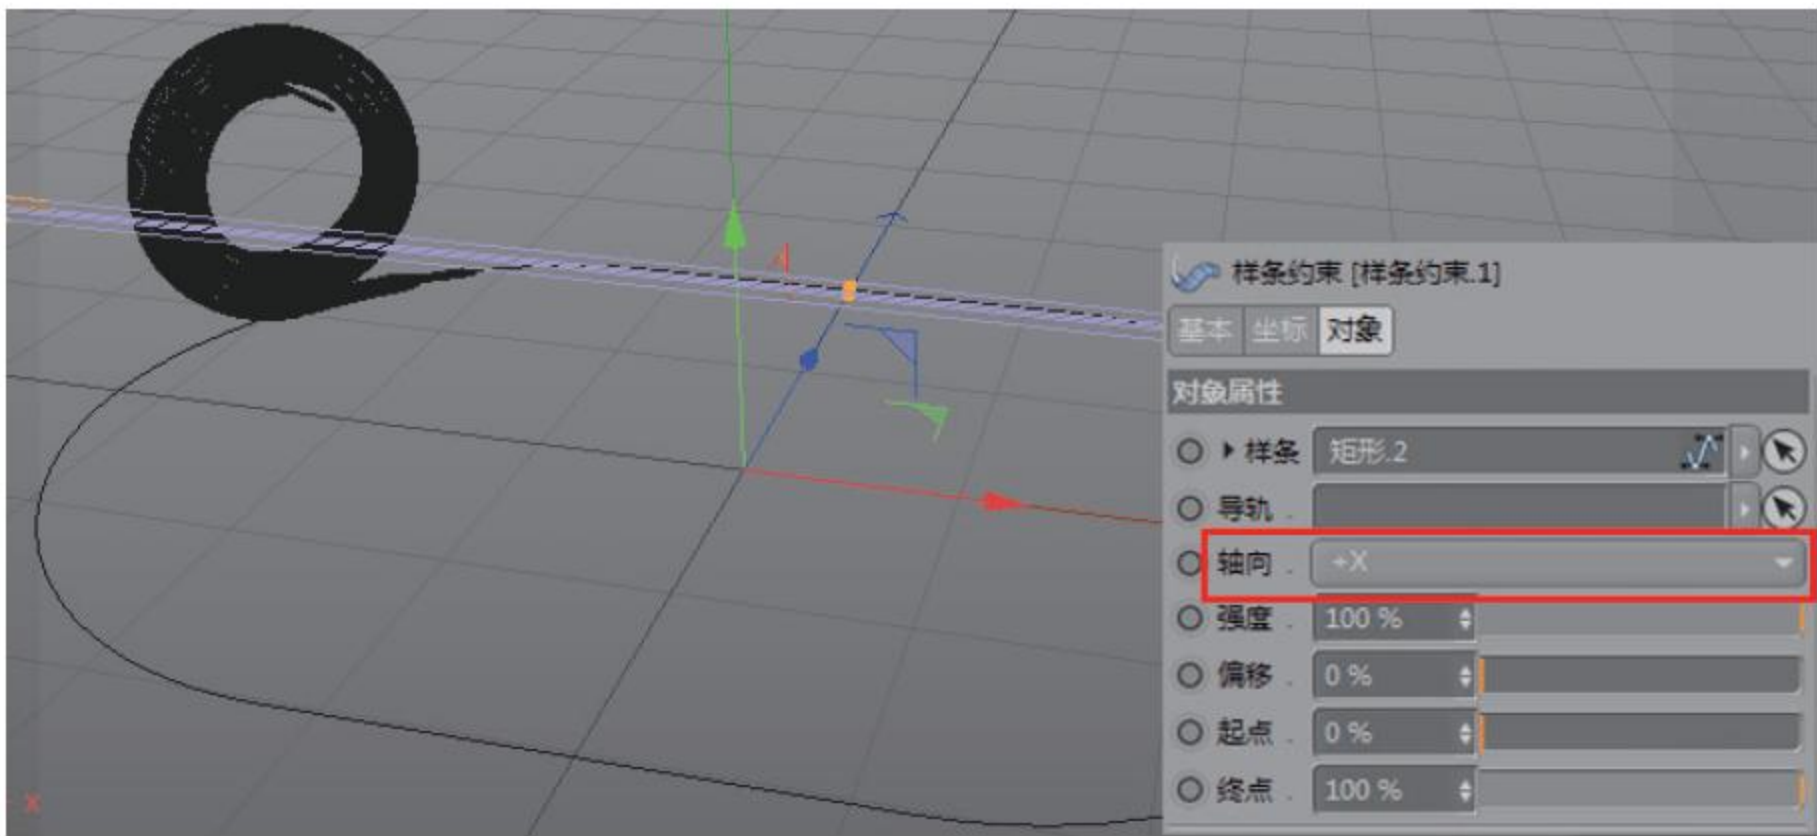 样条约束 [样条约束.1]
基本 坐标 对象
对象属性
样条 矩形.2
导轨 .
轴向 . +X
强度 . 100 %
偏移 . 0 %
起点 . 0 %
终点 . 100 %
X